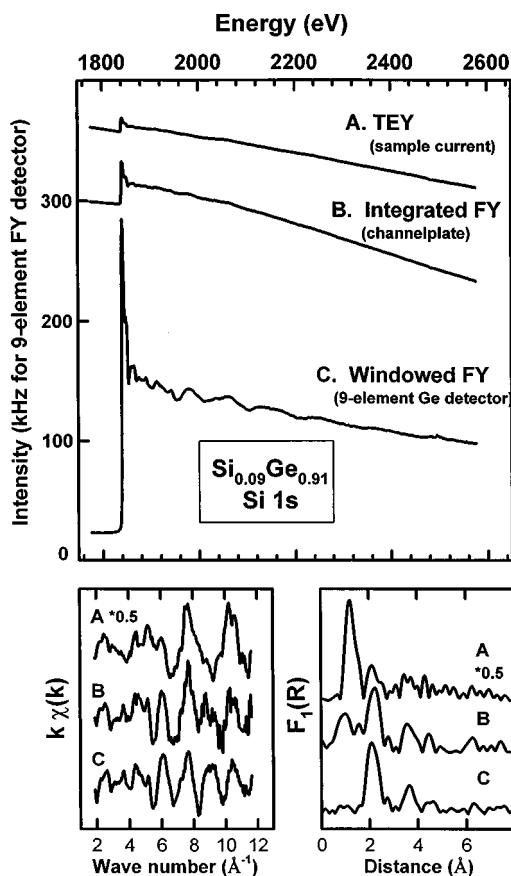 Energy (eV)
1800 2000 2200 2400 2600
Intensity (kHz for 9-element FY detector)
300
200
100
0
A. TEY
(sample current)
B. Integrated FY
(channelplate)
C. Windowed FY
(9-element Ge detector)
Si0.09Ge0.91
Si 1s
k χ(k)
A *0.5
B
C
0 2 4 6 8 10 12
Wave number (Å-1)
F1(R)
A
*0.5
B
C
0 2 4 6
Distance (Å)